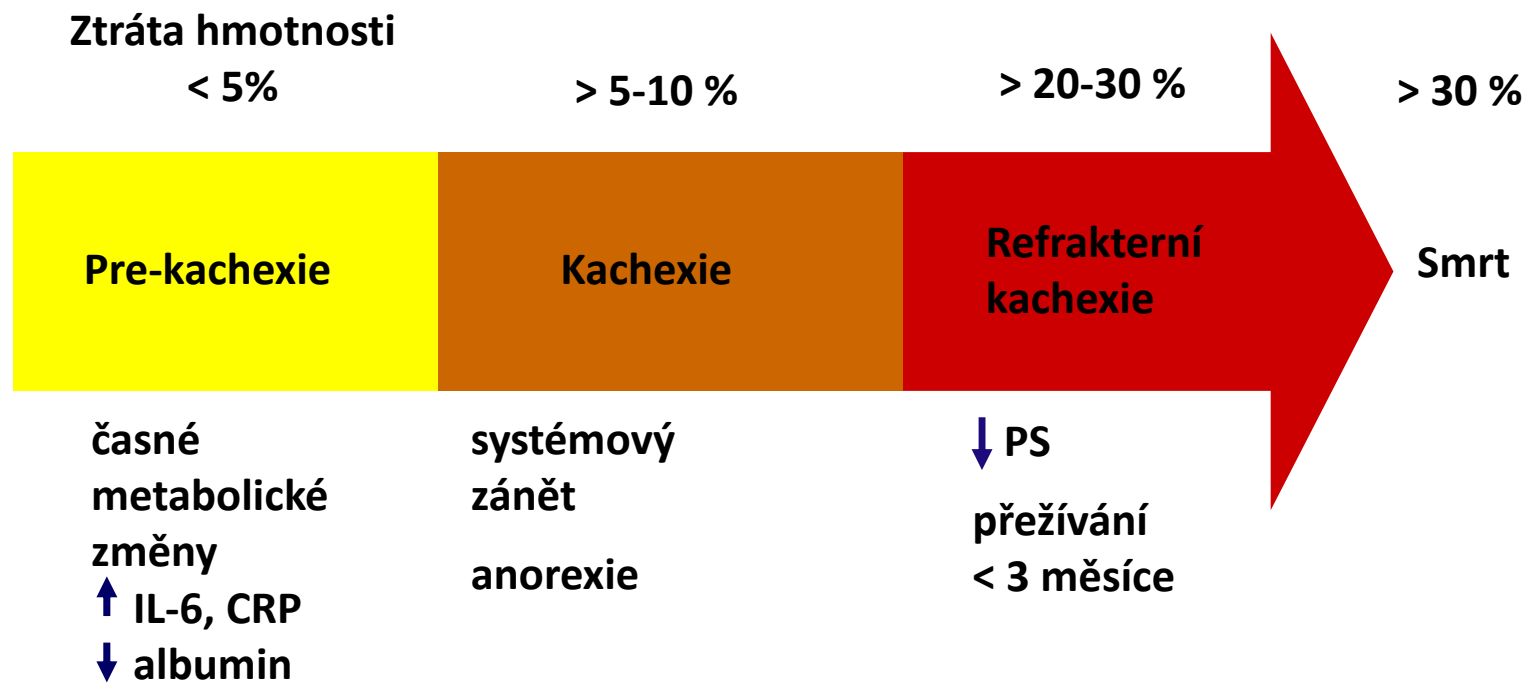 Ztráta hmotnosti
< 5%
> 5-10 %
> 20-30 %
> 30 %
Pre-kachexie
Kachexie
Refrakterní
kachexie
Smrt
časné
metabolické
změny
IL-6, CRP
albumin
systémový
zánět
anorexie
PS
přežívání
< 3 měsíce